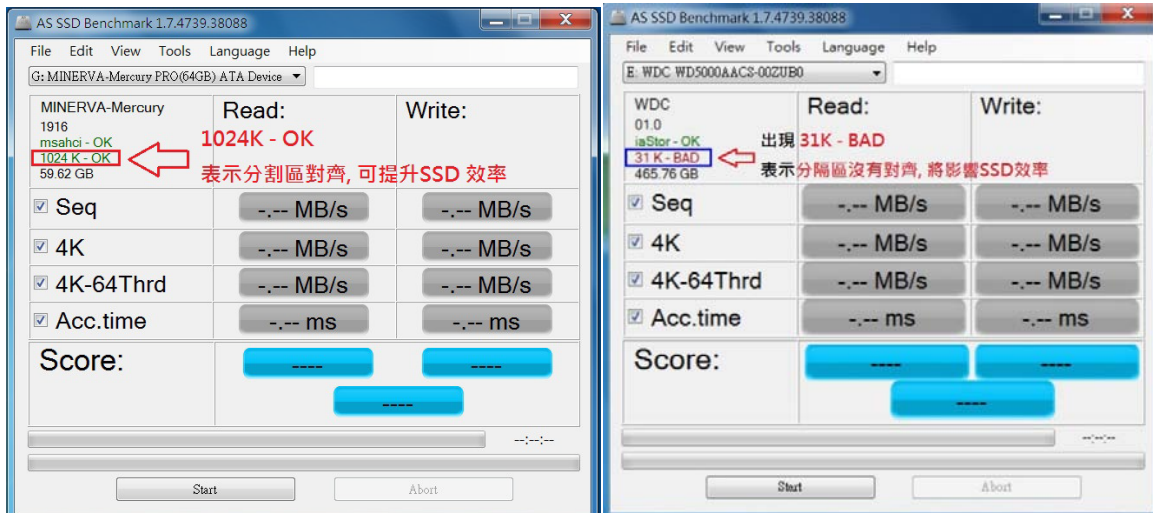 AS SSD Benchmark 1.7.4739.38088
File Edit View Tools Language Help
G: MINERVA-Mercury PRO(64GB) ATA Device
MINERVA-Mercury
1916
msahci - OK
1024 K - OK
59.62 GB
Read:
Write:
1024K - OK
表示分割區對齊, 可提升SSD 效率
Seq
-.-- MB/s
-.-- MB/s
4K
-.-- MB/s
-.-- MB/s
4K-64Thrd
-.-- MB/s
-.-- MB/s
Acc.time
-.-- ms
-.-- ms
Score:
----
----
----
--:--:--
Start
Abort
AS SSD Benchmark 1.7.4739.38088
File Edit View Tools Language Help
E: WDC WD5000AACS-00ZUB0
WDC
01.0
iaStor - OK
31 K - BAD
465.76 GB
Read:
Write:
出現 31K - BAD
表示分隔區沒有對齊, 將影響SSD效率
Seq
-.-- MB/s
-.-- MB/s
4K
-.-- MB/s
-.-- MB/s
4K-64Thrd
-.-- MB/s
-.-- MB/s
Acc.time
-.-- ms
-.-- ms
Score:
----
----
----
--:--:--
Start
Abort